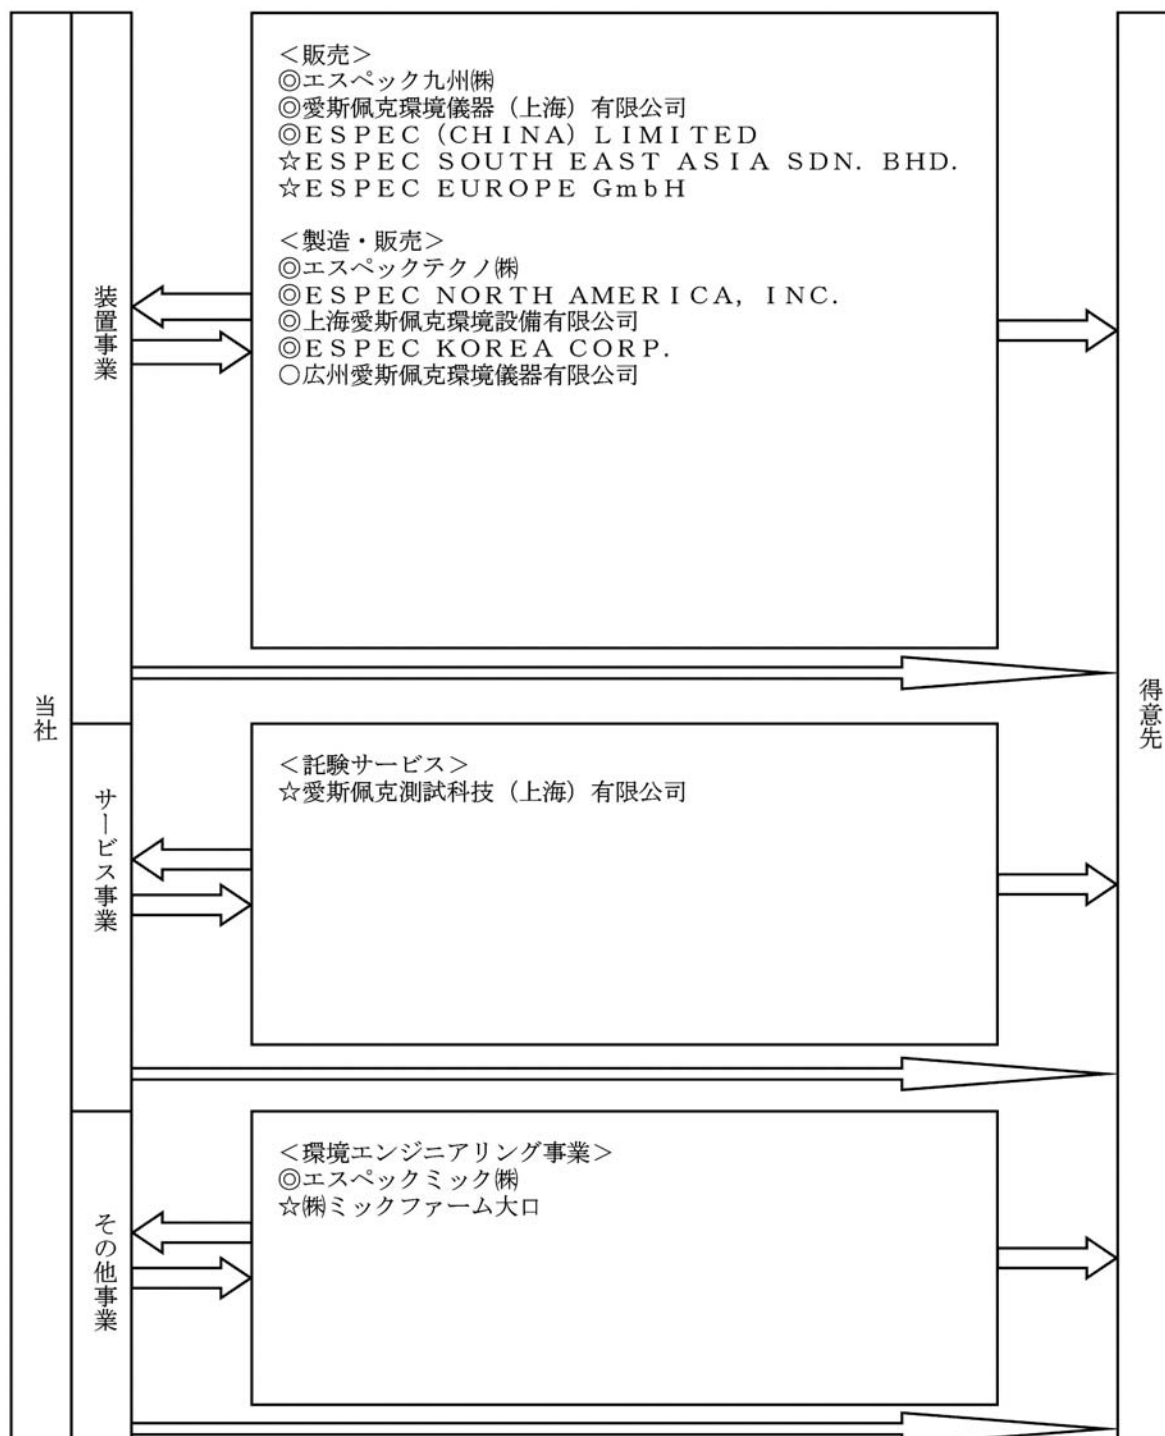 当社
装置事業
＜販売＞
◎エスペック九州㈱
◎愛斯佩克環境儀器（上海）有限公司
◎ＥＳＰＥＣ（ＣＨＩＮＡ）ＬＩＭＩＴＥＤ
☆ＥＳＰＥＣ ＳＯＵＴＨ ＥＡＳＴ ＡＳＩＡ ＳＤＮ．ＢＨＤ．
☆ＥＳＰＥＣ ＥＵＲＯＰＥ ＧｍｂＨ
＜製造・販売＞
◎エスペックテクノ㈱
◎ＥＳＰＥＣ ＮＯＲＴＨ ＡＭＥＲＩＣＡ，ＩＮＣ．
◎上海愛斯佩克環境設備有限公司
◎ＥＳＰＥＣ ＫＯＲＥＡ ＣＯＲＰ．
○広州愛斯佩克環境儀器有限公司
サービス事業
＜託験サービス＞
☆愛斯佩克測試科技（上海）有限公司
その他事業
＜環境エンジニアリング事業＞
◎エスペックミック㈱
☆㈱ミックファーム大口
得意先